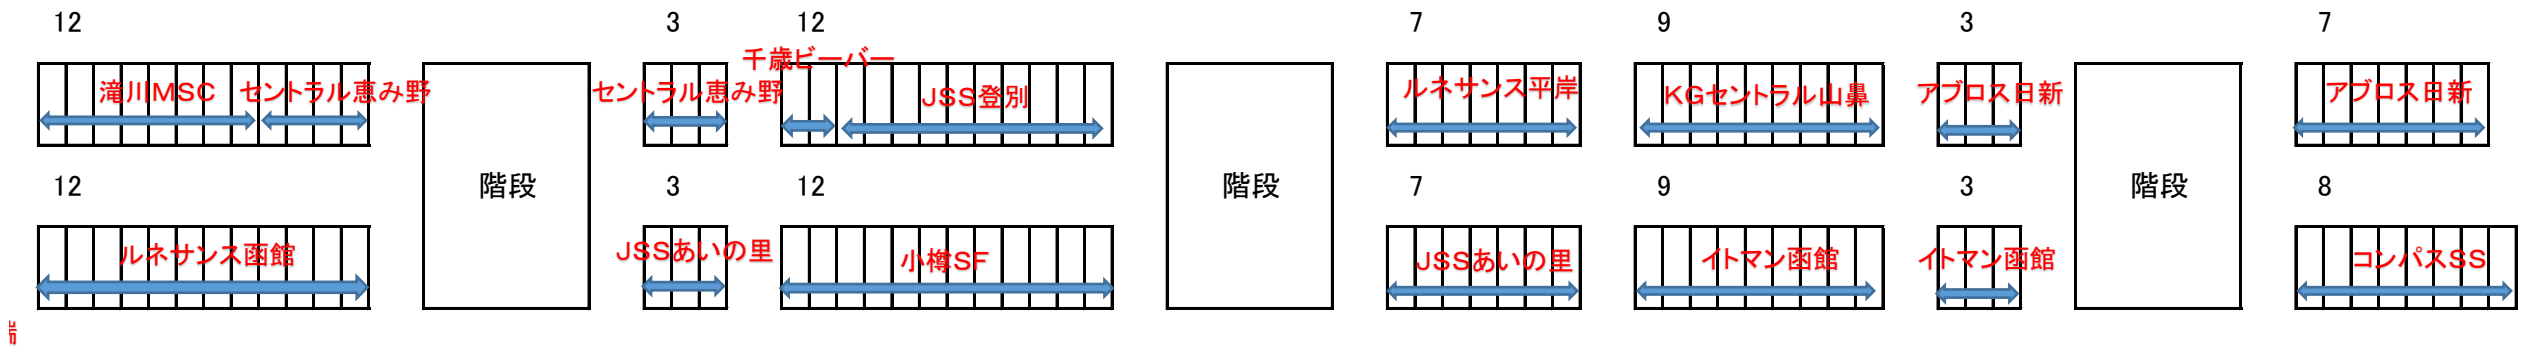 12 3 12 7 9 3 7
千歳ビーバー
滝川MSC セントラル恵み野 セントラル恵み野 JSS登別 ルネサンス平岸 KGセントラル山鼻 アブロス日新 アブロス日新
階段 階段 階段
12 3 12 7 9 3 8
ルネサンス函館 JSSあいの里 小樽SF JSSあいの里 イトマン函館 イトマン函館 コンパスSS